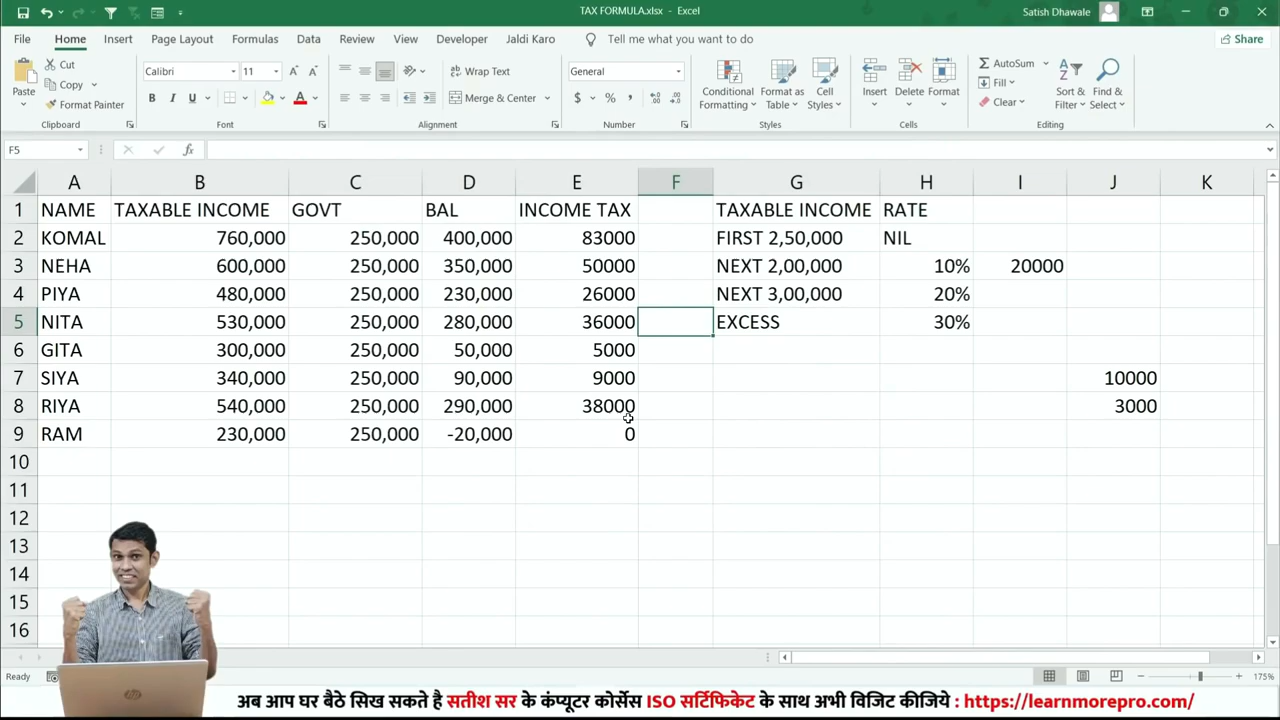 TAX FORMULA.xlsx - Excel
Satish Dhawale
File Home Insert Page Layout Formulas Data Review View Developer Jaldi Karo Tell me what you want to do Share
Paste
Cut
Copy
Format Painter
Clipboard
Calibri 11
B I U A
Font
Wrap Text
Merge & Center
Alignment
General
$ % ,
Number
Conditional Formatting
Format as Table
Cell Styles
Styles
Insert Delete Format
Cells
AutoSum
Fill
Clear
Sort & Filter
Find & Select
Editing
F5 fx
A B C D E F G H I J K
1 NAME TAXABLE INCOME GOVT BAL INCOME TAX TAXABLE INCOME RATE
2 KOMAL 760,000 250,000 400,000 83000 FIRST 2,50,000 NIL
3 NEHA 600,000 250,000 350,000 50000 NEXT 2,00,000 10% 20000
4 PIYA 480,000 250,000 230,000 26000 NEXT 3,00,000 20%
5 NITA 530,000 250,000 280,000 36000 EXCESS 30%
6 GITA 300,000 250,000 50,000 5000
7 SIYA 340,000 250,000 90,000 9000 10000
8 RIYA 540,000 250,000 290,000 38000 3000
9 RAM 230,000 250,000 -20,000 0
10
11
12
13
14
15
16
Ready 175%
hp
अब आप घर बैठे सिख सकते है सतीश सर के कंप्यूटर कोर्सेस ISO सर्टिफिकेट के साथ अभी विजिट कीजिये : https://learnmorepro.com/